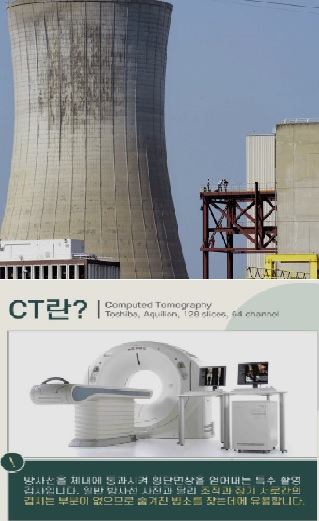 CT란?
Computed Tomography
Toshiba, Aquilion, 128 slices, 64 channel
방사선을 체내에 통과시켜 횡단면상을 얻어내는 특수 촬영
검사입니다. 일반 방사선 사진과 달리 조직과 장기 서로간의
겹치는 부분이 없으므로 숨겨진 병소를 찾는데에 유용합니다.